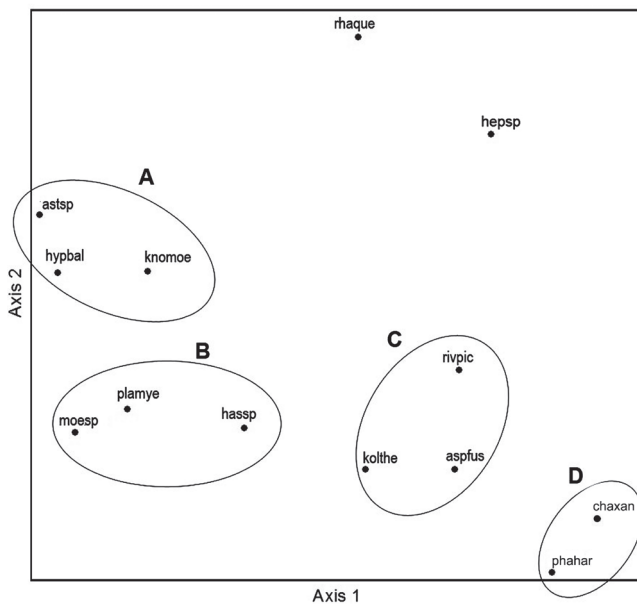 rhaque
hepsp
A
astsp
hypbal
knomoe
Axis 2
B
C
rivpic
plamye
moesp
hassp
kolthe
aspfus
D
chaxan
phahar
Axis 1